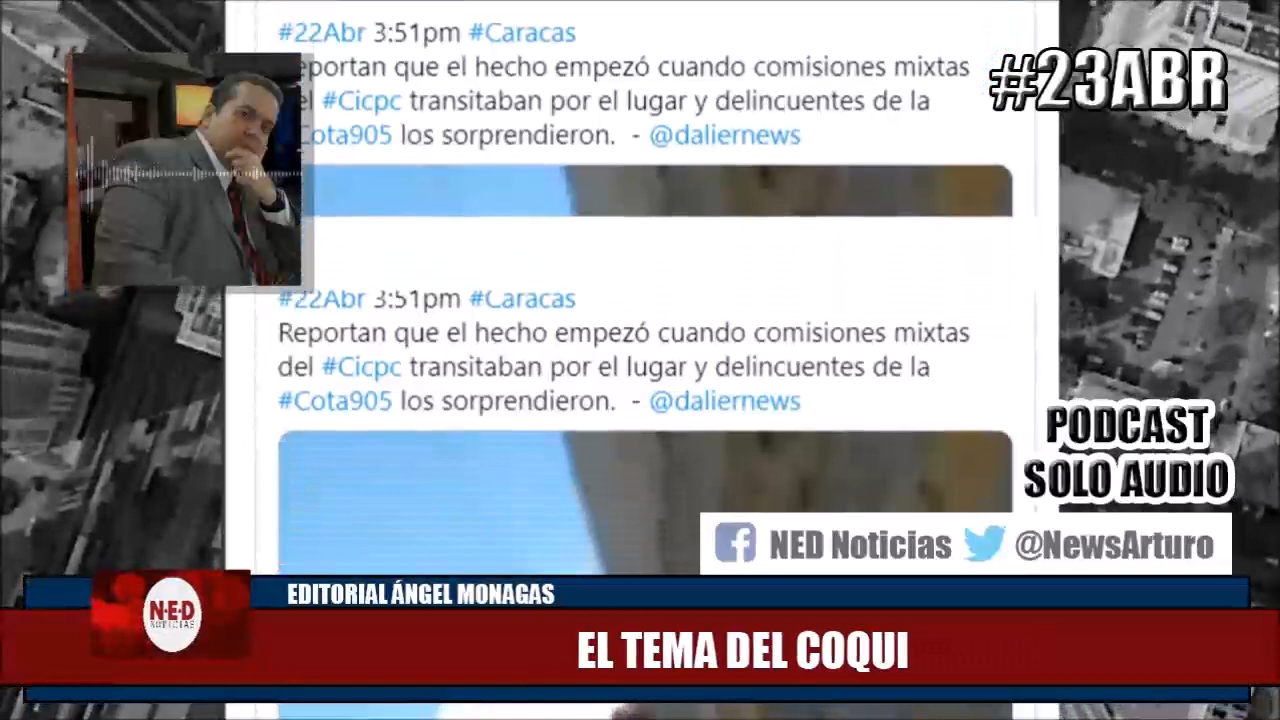 #22Abr 3:51pm #Caracas
eportan que el hecho empezó cuando comisiones mixtas
el #Cicpc transitaban por el lugar y delincuentes de la
Cota905 los sorprendieron. - @daliernews
#23ABR
#22Abr 3:51pm #Caracas
Reportan que el hecho empezó cuando comisiones mixtas
del #Cicpc transitaban por el lugar y delincuentes de la
#Cota905 los sorprendieron. - @daliernews
PODCAST
SOLO AUDIO
NED Noticias @NewsArturo
EDITORIAL ÁNGEL MONAGAS
N·E·D
NOTICIAS
EL TEMA DEL COQUI